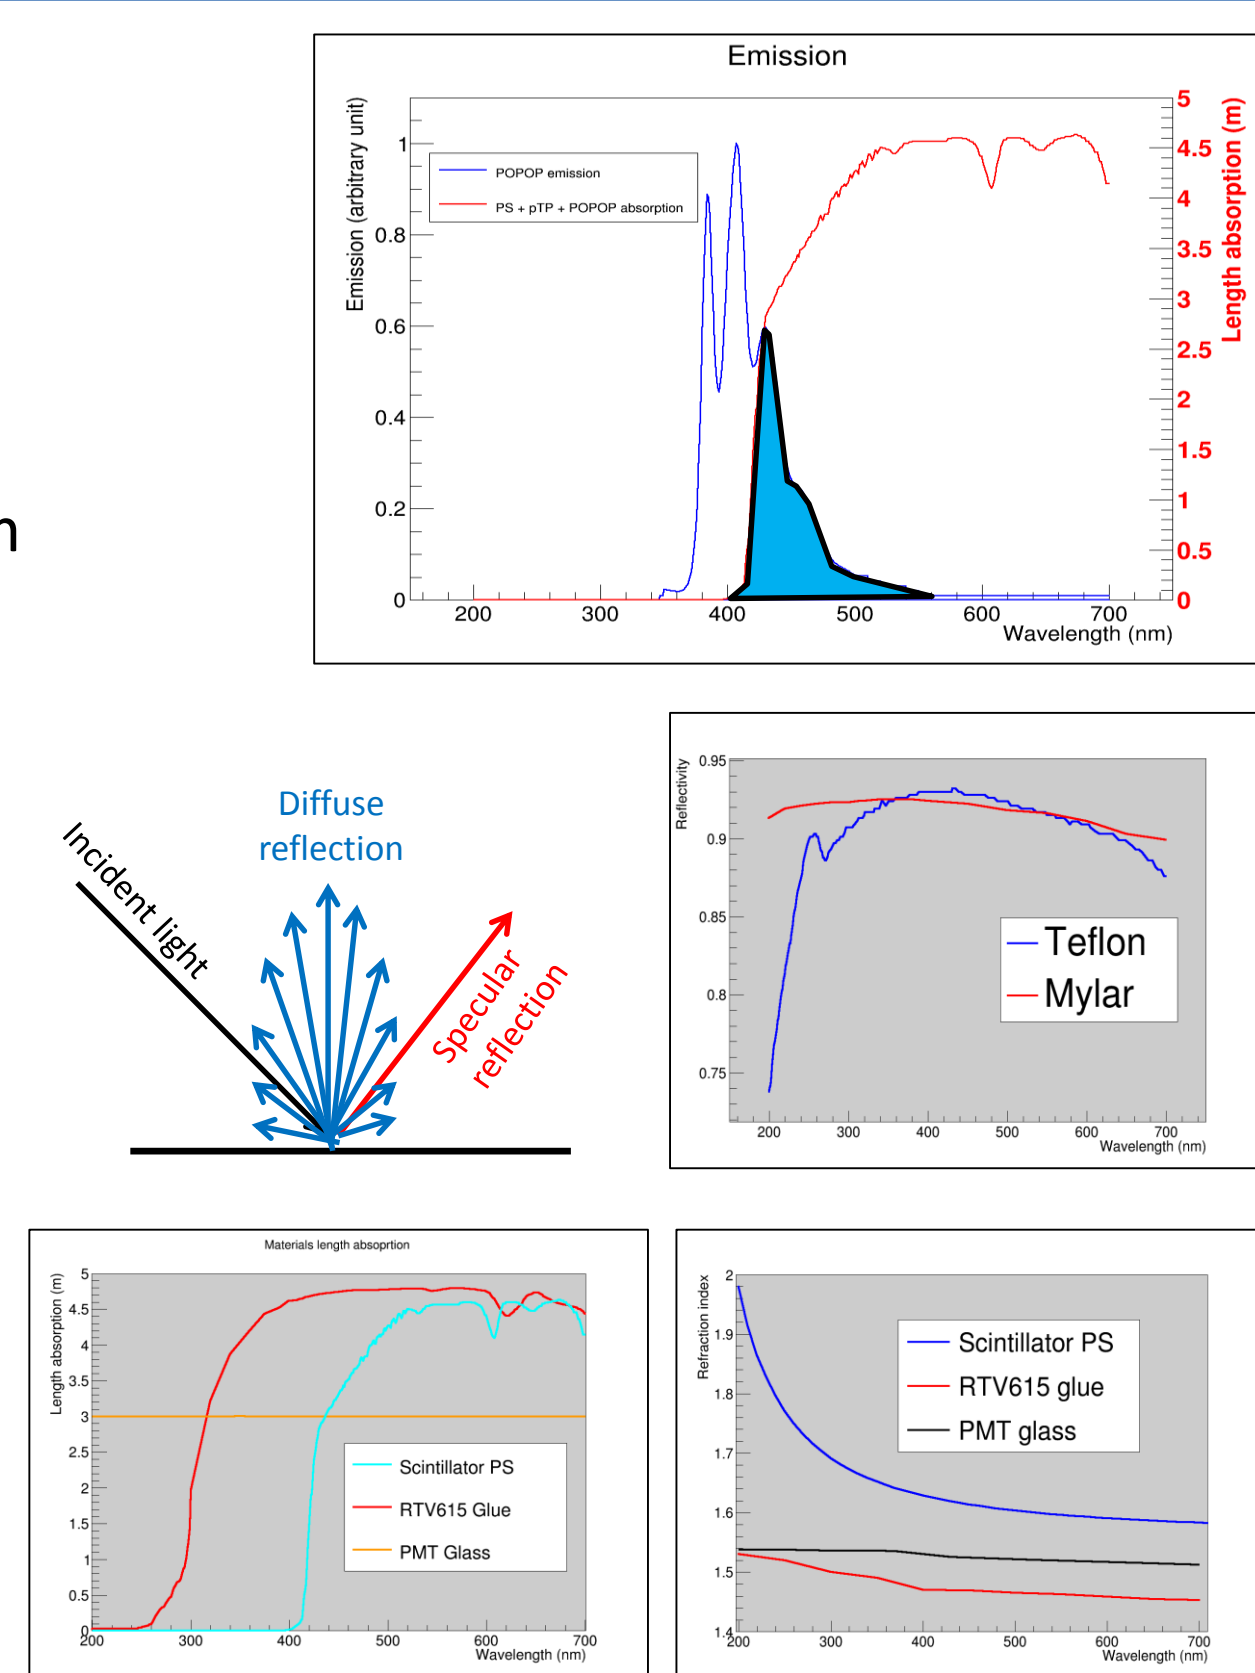 Emission
Emission (arbitrary unit)
Length absorption (m)
POPOP emission
PS + pTP + POPOP absorption
1
0.8
0.6
0.4
0.2
0
5
4.5
4
3.5
3
2.5
2
1.5
1
0.5
0
200 300 400 500 600 700
Wavelength (nm)
n
Diffuse
reflection
Incident light
Specular
reflection
Reflectivity
0.95
0.9
0.85
0.8
0.75
Teflon
Mylar
200 300 400 500 600 700
Wavelength (nm)
Materials length absoprtion
Length absorption (m)
5
4.5
4
3.5
3
2.5
2
1.5
1
0.5
0
Scintillator PS
RTV615 Glue
PMT Glass
200 300 400 500 600 700
Wavelength (nm)
Refraction index
2
1.9
1.8
1.7
1.6
1.5
1.4
Scintillator PS
RTV615 glue
PMT glass
200 300 400 500 600 700
Wavelength (nm)